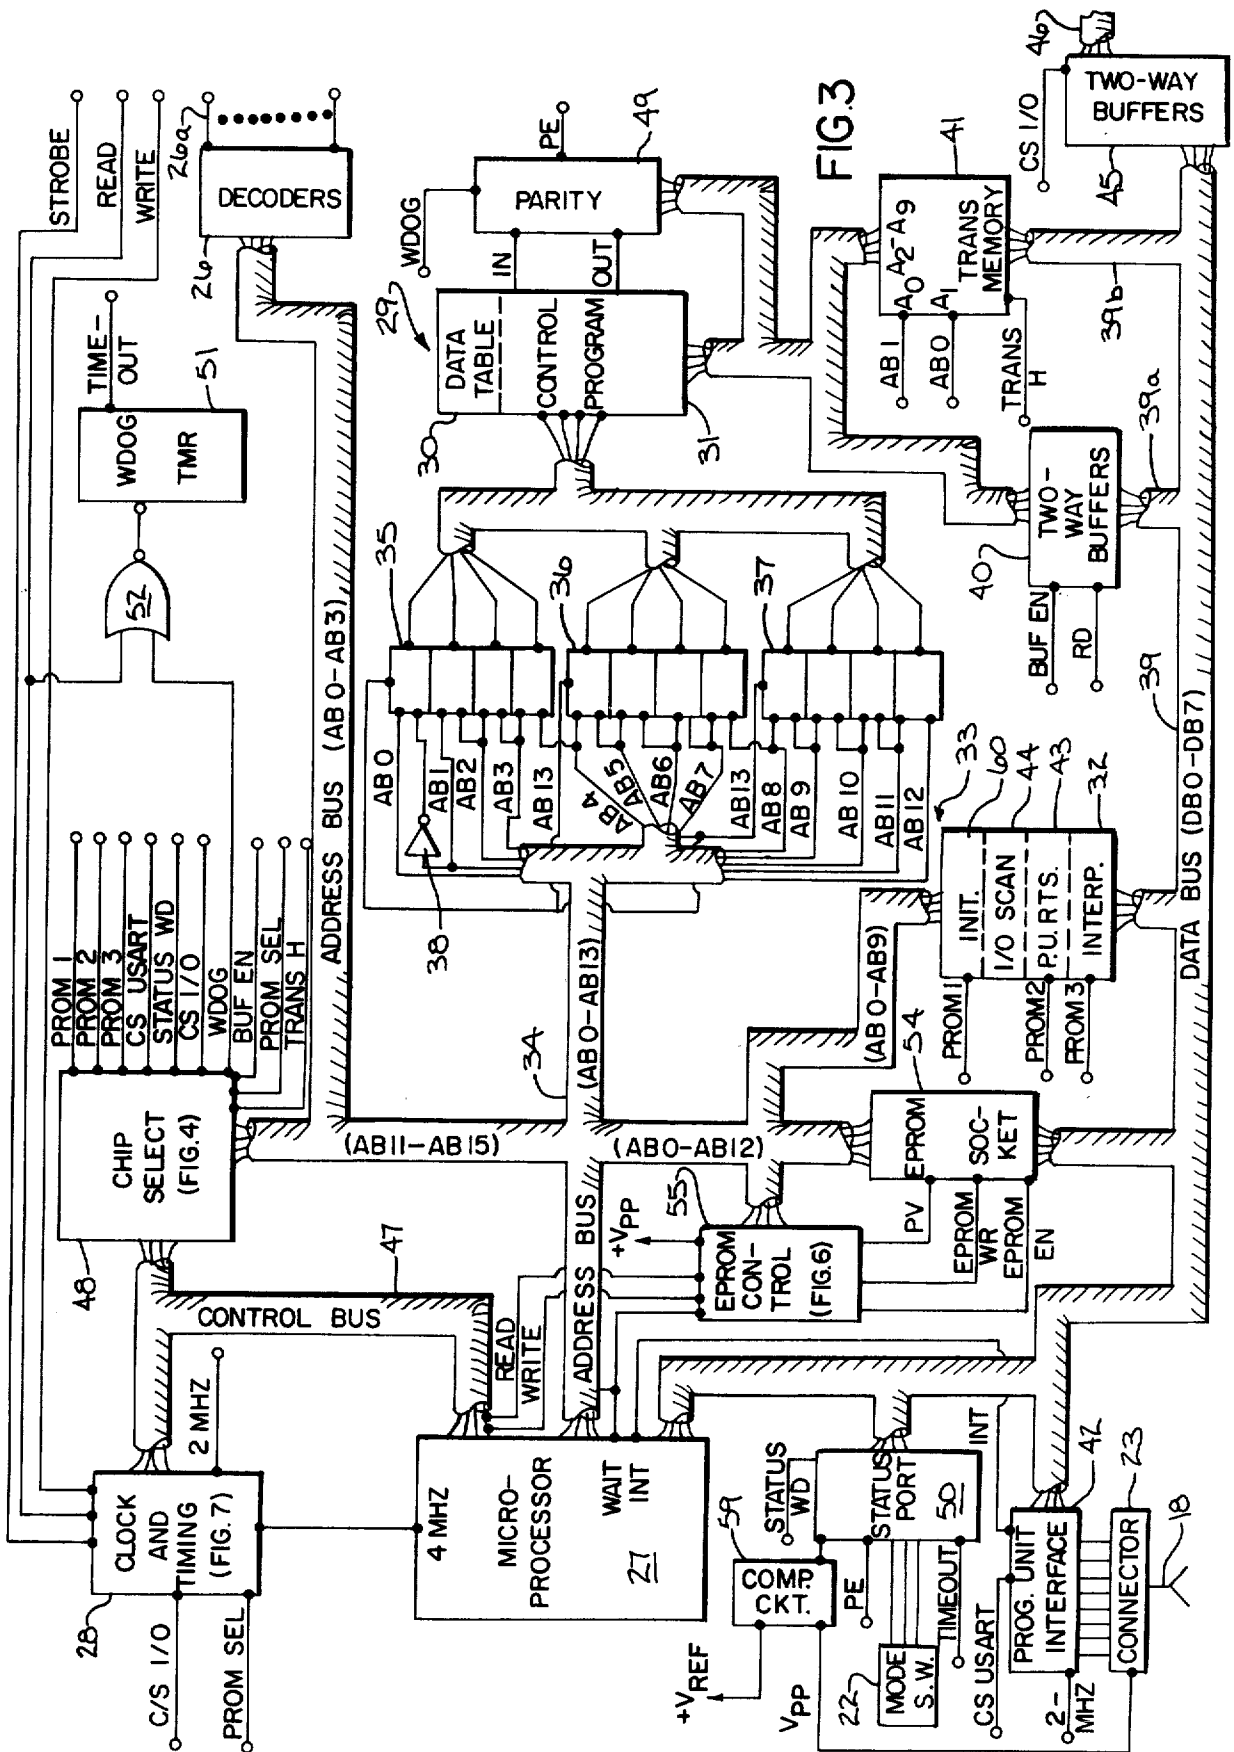 STROBE
READ
WRITE
26a
DECODERS
26
TIME-
OUT
51
WDOG
TMR
52
ADDRESS BUS (AB0-AB3)
PROM 1
PROM 2
PROM 3
CS USART
STATUS WD
CS I/O
WDOG
BUF EN
PROM SEL
TRANS H
CHIP
SELECT
(FIG.4)
48
47
CONTROL BUS
2 MHZ
CLOCK
AND
TIMING
(FIG. 7)
28
C/S I/O
PROM SEL
PE
49
PARITY
WDOG
IN
OUT
29
DATA
TABLE
CONTROL
PROGRAM
30
31
35
36
37
AB0
AB1
AB2
AB3
AB13
AB4
AB5
AB6
AB7
AB13
AB8
AB9
AB10
AB11
AB12
38
34
(AB0-AB13)
(AB11-AB15)
(AB0-AB12)
ADDRESS BUS
READ
WRITE
4 MHZ
MICRO-
PROCESSOR
WAIT
INT
27
FIG.3
46
TWO-WAY
BUFFERS
CS I/O
45
41
A0
A2-A9
A1
TRANS
MEMORY
AB1
AB0
TRANS
H
39b
39a
TWO-
WAY
BUFFERS
40
BUF EN
RD
39
DATA BUS (DB0-DB7)
33
60
44
43
32
INIT.
I/O SCAN
P.U. RTS.
INTERP.
PROM1
PROM2
PROM3
(AB0-AB9)
54
EPROM
SOC-
KET
PV
EPROM
WR
EPROM
EN
55
+VPP
EPROM
CON-
TROL
(FIG.6)
STATUS
WD
STATUS
PORT
50
59
COMP.
CKT.
+VREF
VPP
PE
22
MODE
S.W.
TIMEOUT
INT
42
23
18
PROG. UNIT
INTERFACE
CONNECTOR
CS USART
2-
MHZ